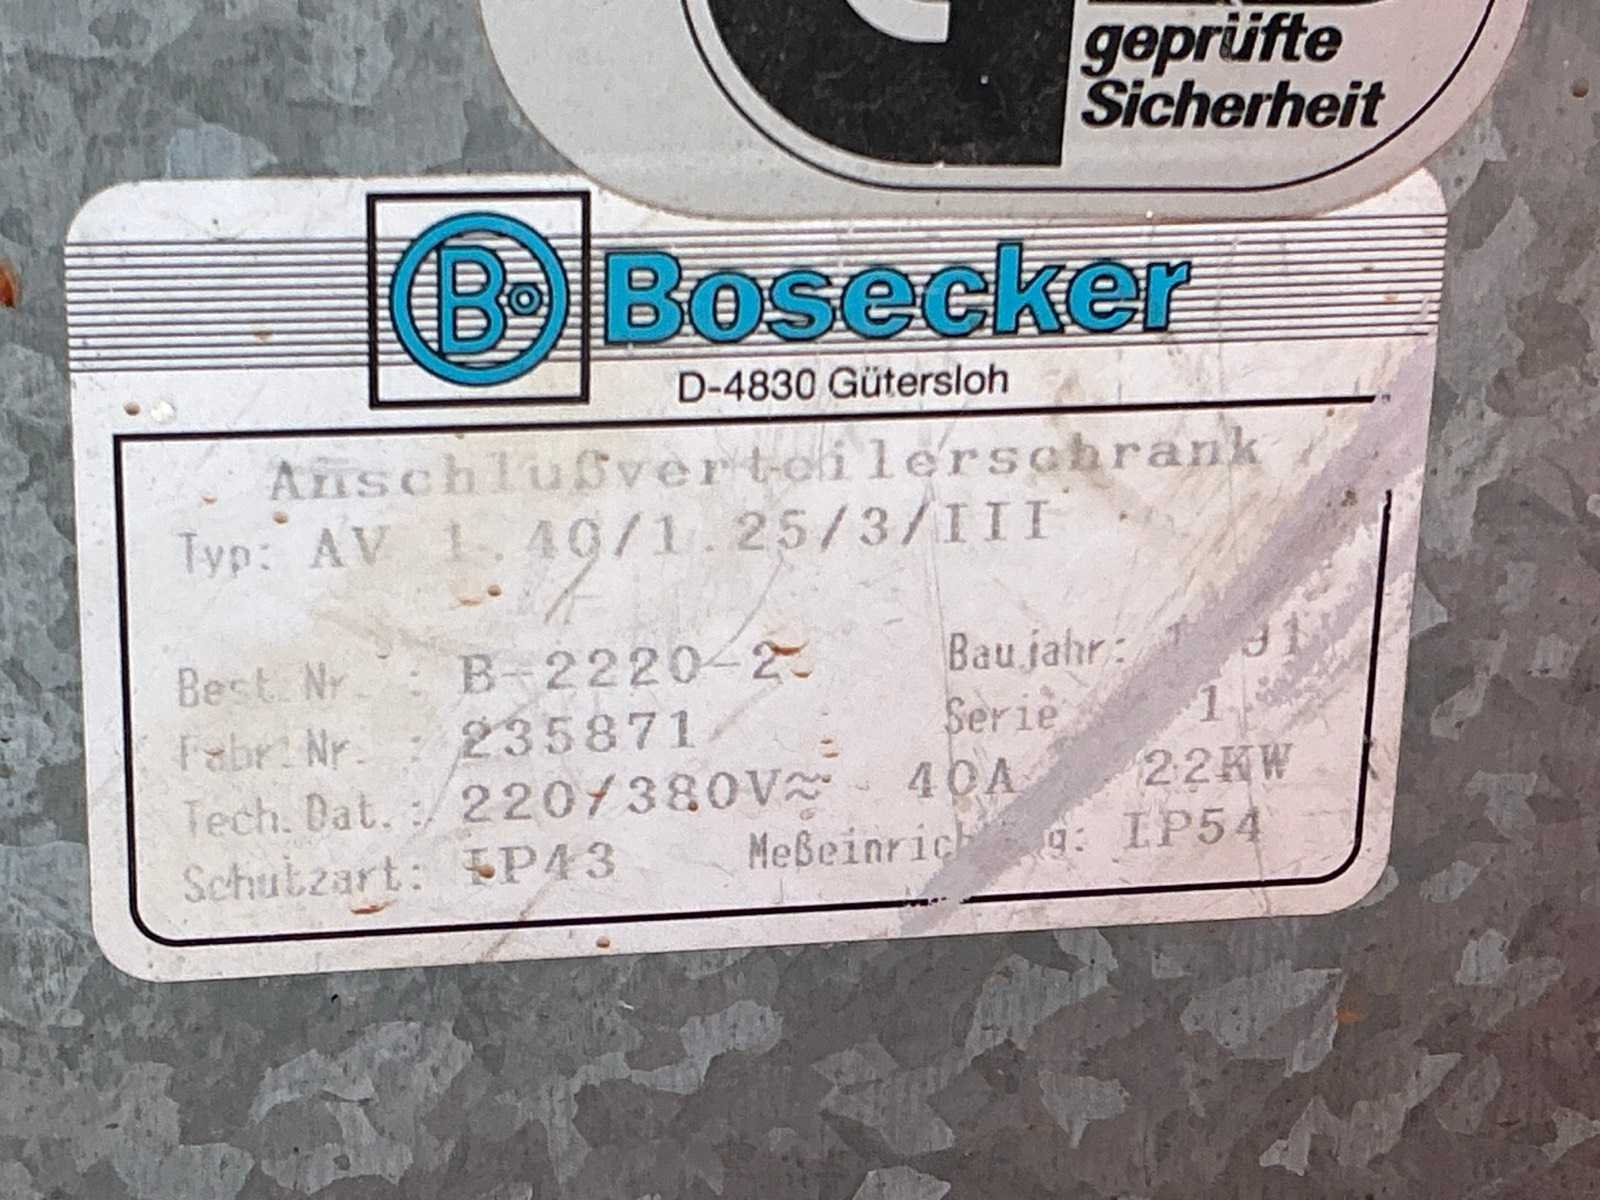 geprüfte
Sicherheit
B
Bosecker
D-4830 Gütersloh
Anschlußverteilerschrank
Typ: AV 1.40/1.25/3/III
Best.Nr. : B-2220-2 Baujahr:
Fabr.Nr. : 235871 Serie 1
Tech.Dat. : 220/380V≈ 40A 22KW
Schutzart: IP43 Meßeinrichtung: IP54